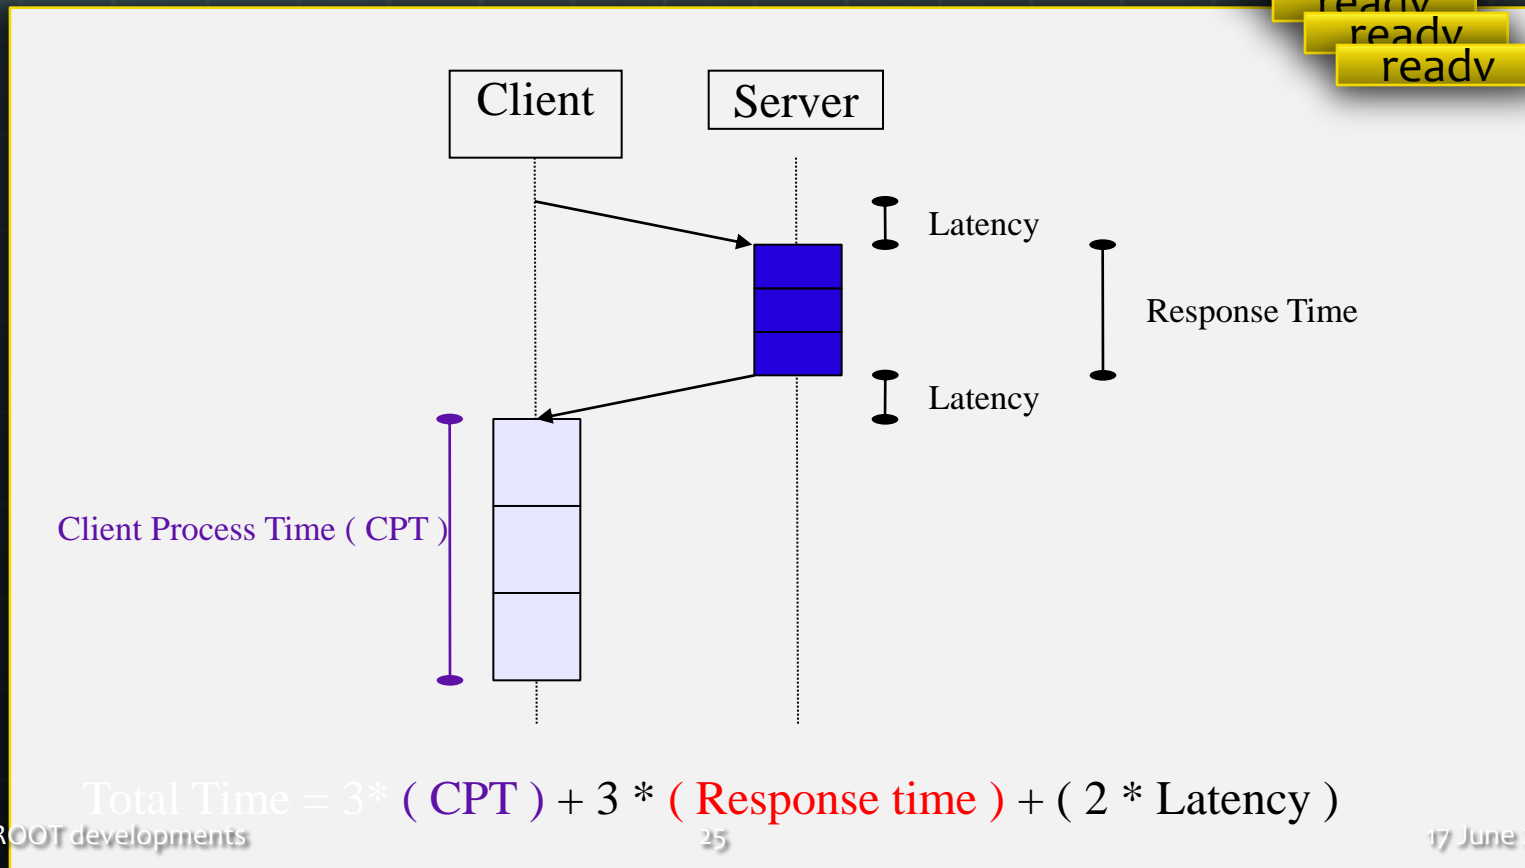 ready
ready
readv
Client
Server
Latency
Response Time
Latency
Client Process Time ( CPT )
Total Time = 3* ( CPT ) + 3 * ( Response time ) + ( 2 * Latency )
ROOT developments
25
17 June